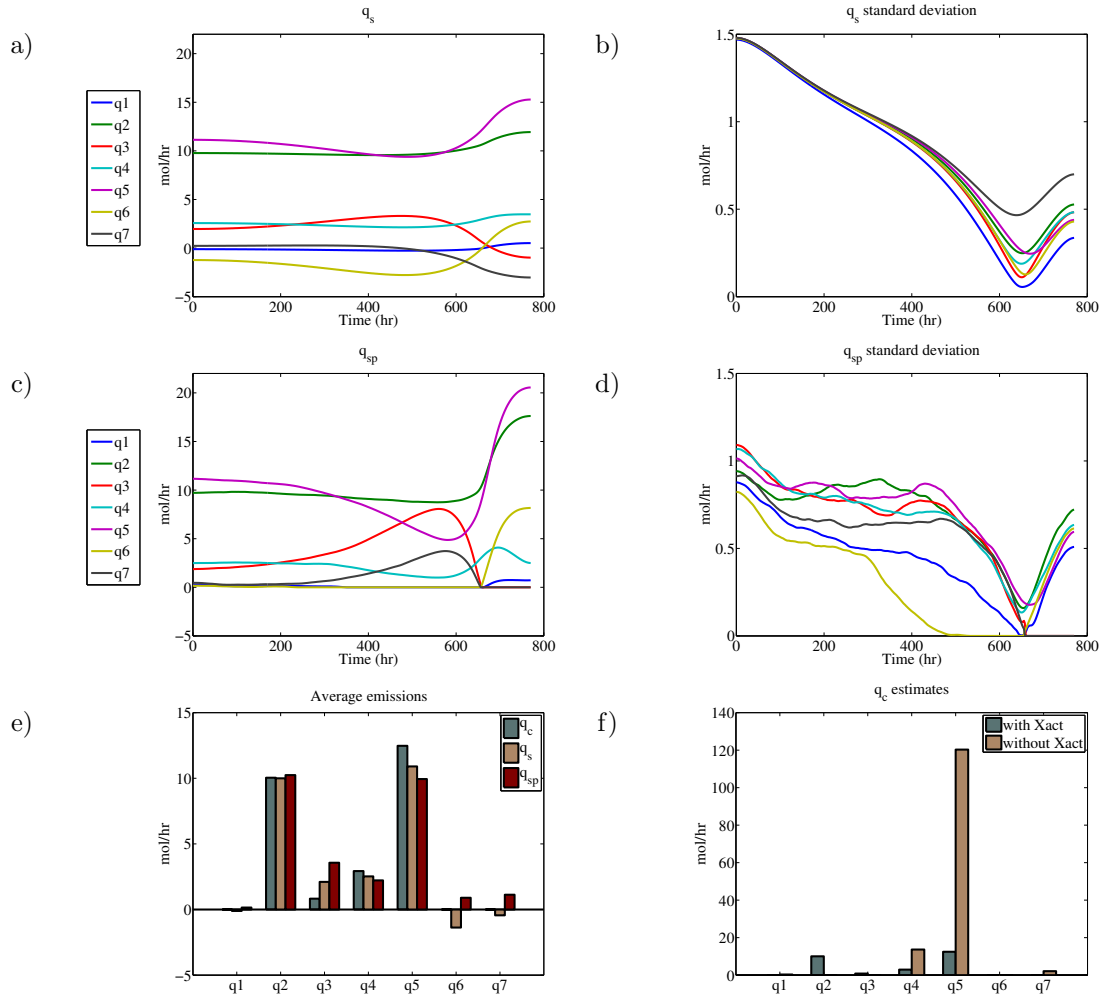 a)
q_s
mol/hr
20
15
10
5
0
−5
0 200 400 600 800
Time (hr)
q1
q2
q3
q4
q5
q6
q7
b)
q_s standard deviation
mol/hr
1.5
1
0.5
0
0 200 400 600 800
Time (hr)
c)
q_sp
mol/hr
20
15
10
5
0
−5
0 200 400 600 800
Time (hr)
q1
q2
q3
q4
q5
q6
q7
d)
q_sp standard deviation
mol/hr
1.5
1
0.5
0
0 200 400 600 800
Time (hr)
e)
Average emissions
mol/hr
15
10
5
0
−5
q1 q2 q3 q4 q5 q6 q7
q_c
q_s
q_sp
f)
q_c estimates
mol/hr
140
120
100
80
60
40
20
0
q1 q2 q3 q4 q5 q6 q7
with Xact
without Xact